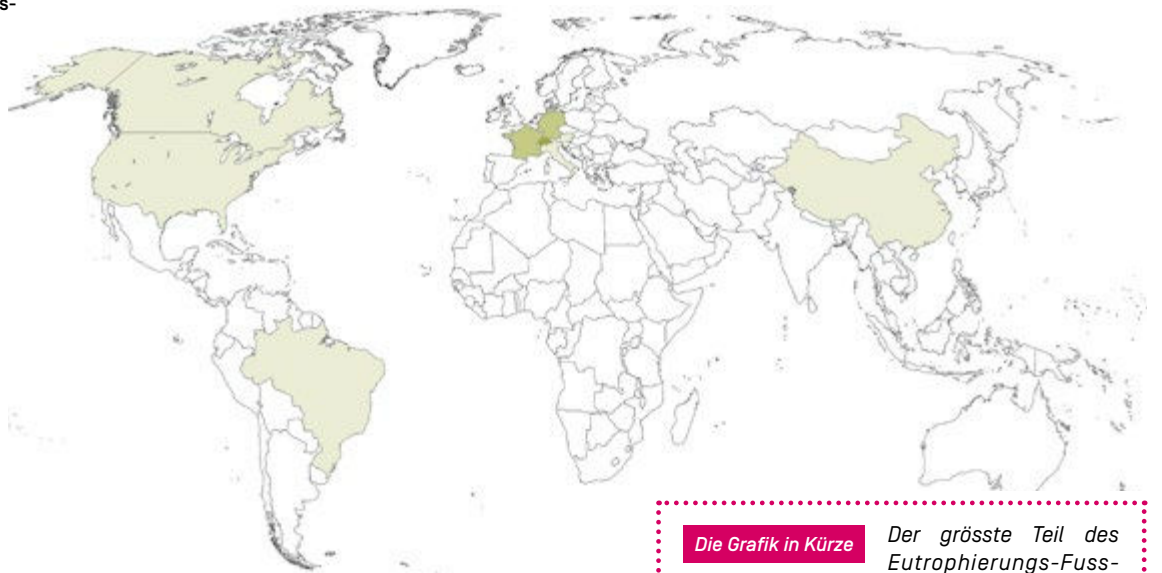 s-
Die Grafik in Kürze
Der grösste Teil des
Eutrophierungs-Fuss-